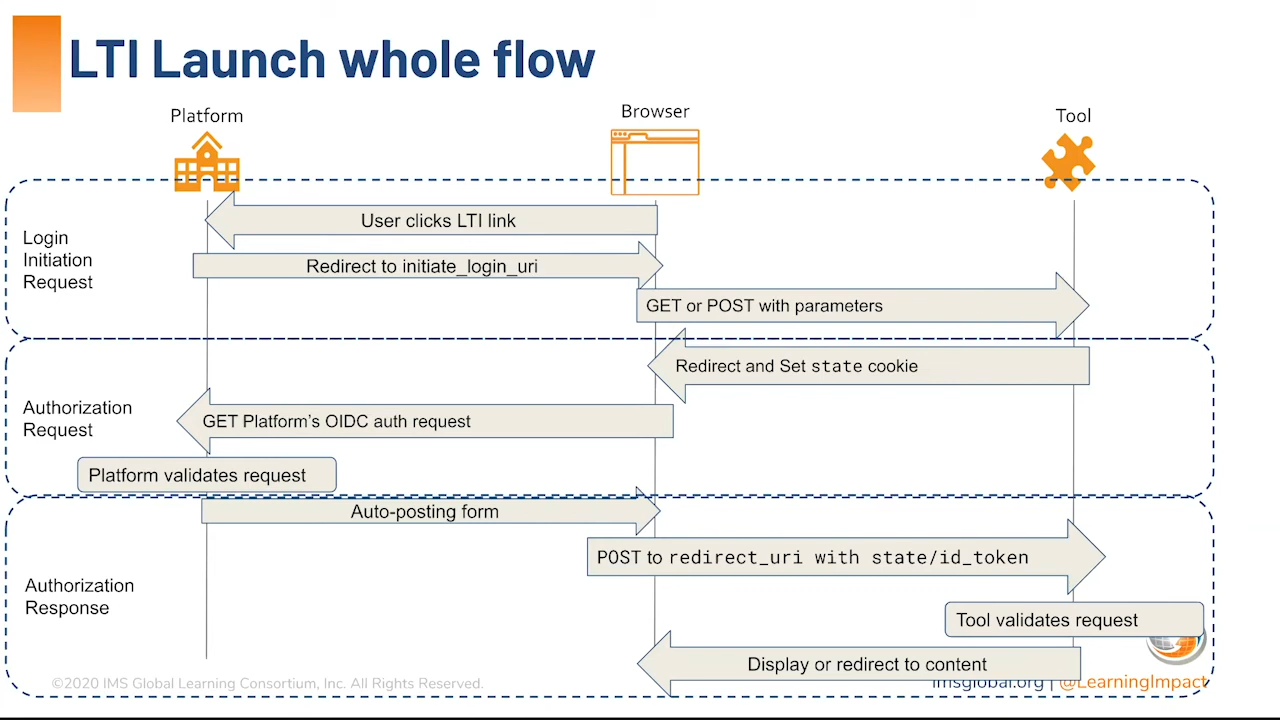 LTI Launch whole flow
Platform
Browser
Tool
Login
Initiation
Request
User clicks LTI link
Redirect to initiate_login_uri
GET or POST with parameters
Authorization
Request
Redirect and Set state cookie
GET Platform's OIDC auth request
Platform validates request
Authorization
Response
Auto-posting form
POST to redirect_uri with state/id_token
Tool validates request
Display or redirect to content
©2020 IMS Global Learning Consortium, Inc. All Rights Reserved.
imsglobal.org | @LearningImpact